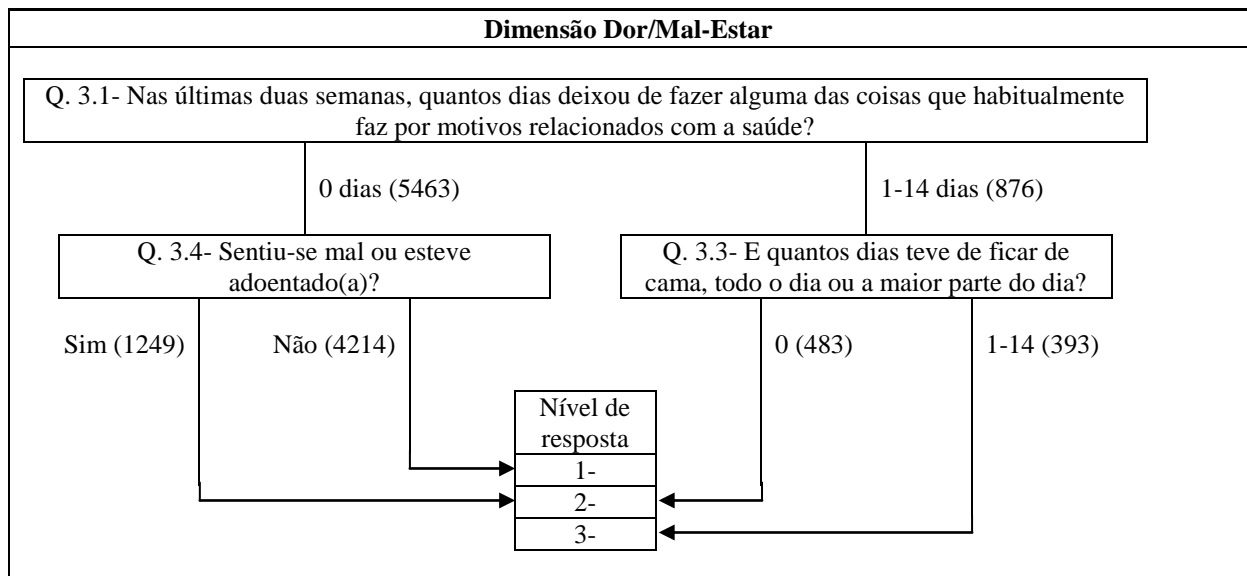 Dimensão Dor/Mal-Estar
Q. 3.1- Nas últimas duas semanas, quantos dias deixou de fazer alguma das coisas que habitualmente
faz por motivos relacionados com a saúde?
0 dias (5463)
1-14 dias (876)
Q. 3.4- Sentiu-se mal ou esteve
adoentado(a)?
Q. 3.3- E quantos dias teve de ficar de
cama, todo o dia ou a maior parte do dia?
Sim (1249)
Não (4214)
0 (483)
1-14 (393)
Nível de
resposta
1-
2-
3-